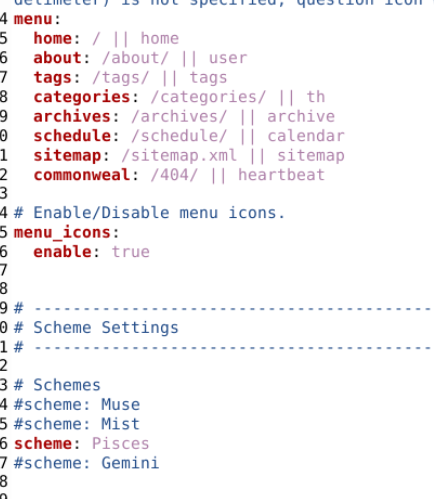 delimeter) is not specified, question icon
4 menu:
5   home: / || home
6   about: /about/ || user
7   tags: /tags/ || tags
8   categories: /categories/ || th
9   archives: /archives/ || archive
0   schedule: /schedule/ || calendar
1   sitemap: /sitemap.xml || sitemap
2   commonweal: /404/ || heartbeat
3
4 # Enable/Disable menu icons.
5 menu_icons:
6   enable: true
7
8
9 # -----------------------------------------
0 # Scheme Settings
1 # -----------------------------------------
2
3 # Schemes
4 #scheme: Muse
5 #scheme: Mist
6 scheme: Pisces
7 #scheme: Gemini
8
9